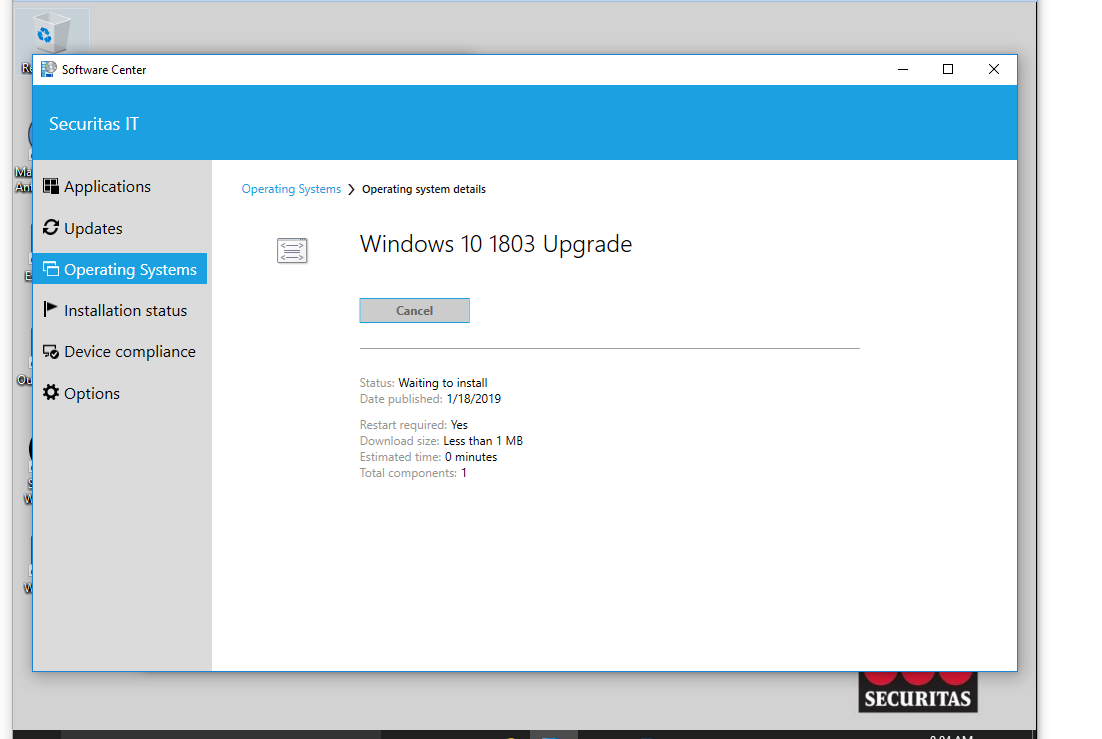 Software Center
Securitas IT
Applications
Updates
Operating Systems
Installation status
Device compliance
Options
Operating Systems > Operating system details
Windows 10 1803 Upgrade
Cancel
Status: Waiting to install
Date published: 1/18/2019
Restart required: Yes
Download size: Less than 1 MB
Estimated time: 0 minutes
Total components: 1
SECURITAS